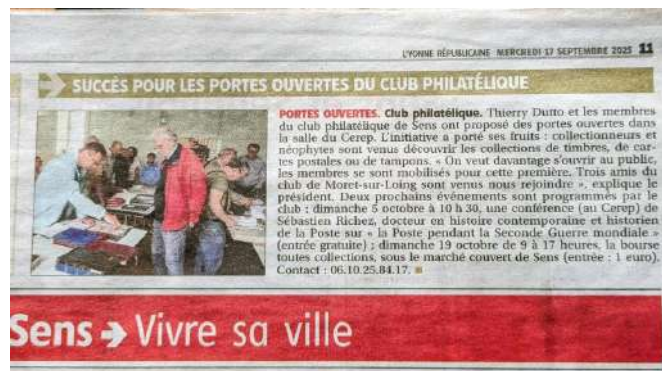 L'YONNE RÉPUBLICAINE MERCREDI 17 SEPTEMBRE 2025 11
SUCCÈS POUR LES PORTES OUVERTES DU CLUB PHILATÉLIQUE
PORTES OUVERTES. Club philatélique. Thierry Dutto et les membres
du club philatélique de Sens ont proposé des portes ouvertes dans
la salle du Cerep. L'initiative a porté ses fruits : collectionneurs et
néophytes sont venus découvrir les collections de timbres, de car-
tes postales ou de tampons. « On veut davantage s'ouvrir au public,
les membres se sont mobilisés pour cette première. Trois amis du
club de Moret-sur-Loing sont venus nous rejoindre », explique le
président. Deux prochains événements sont programmés par le
club : dimanche 5 octobre à 10 h 30, une conférence (au Cerep) de
Sébastien Richez, docteur en histoire contemporaine et historien
de la Poste sur « la Poste pendant la Seconde Guerre mondiale »
(entrée gratuite) ; dimanche 19 octobre de 9 à 17 heures, la bourse
toutes collections, sous le marché couvert de Sens (entrée : 1 euro).
Contact : 06.10.25.84.17.
Sens → Vivre sa ville